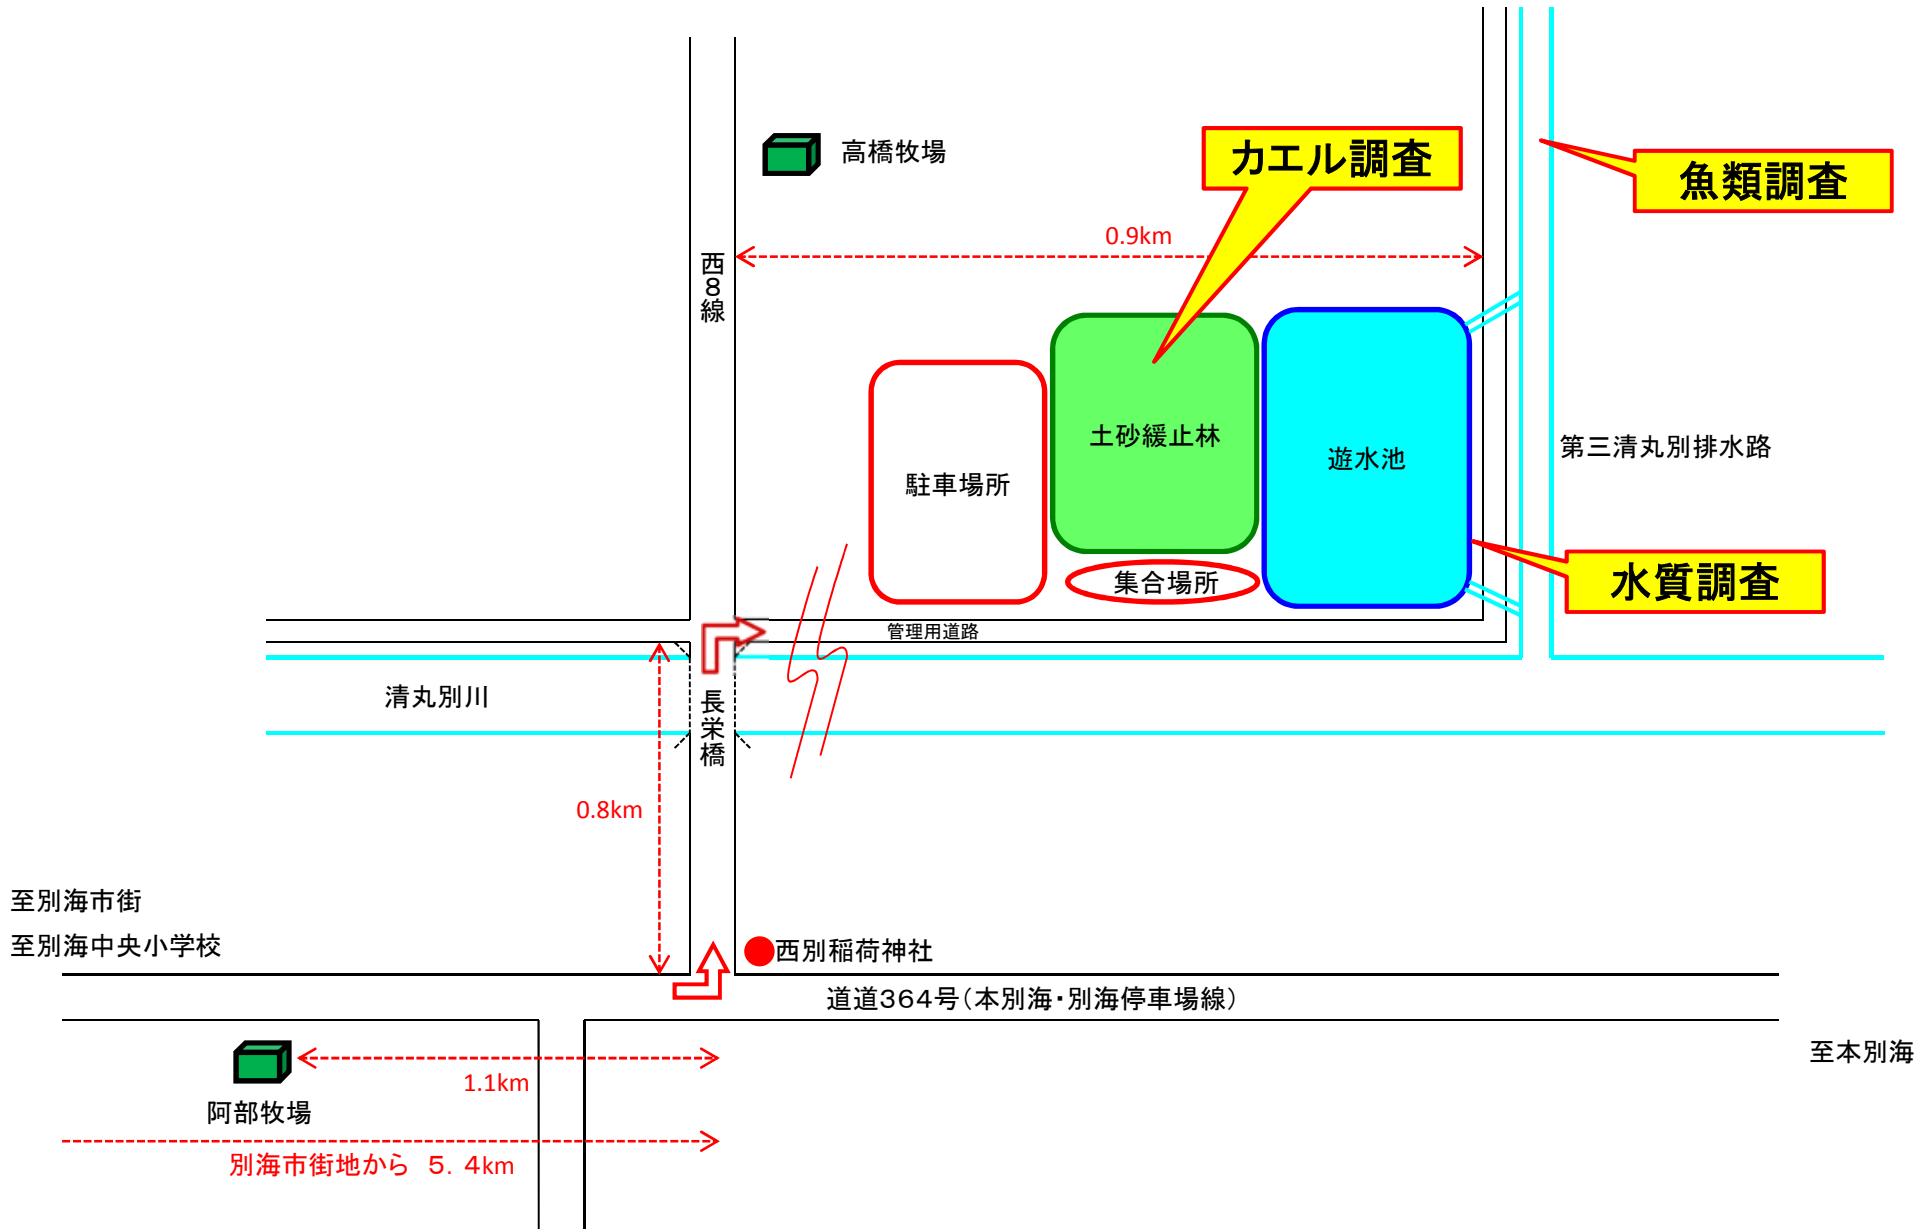 高橋牧場
カエル調査
魚類調査
0.9km
西8線
土砂緩止林
遊水池
駐車場所
第三清丸別排水路
集合場所
水質調査
管理用道路
清丸別川
長栄橋
0.8km
至別海市街
至別海中央小学校
西別稲荷神社
道道364号(本別海・別海停車場線)
至本別海
1.1km
阿部牧場
別海市街地から 5.4km